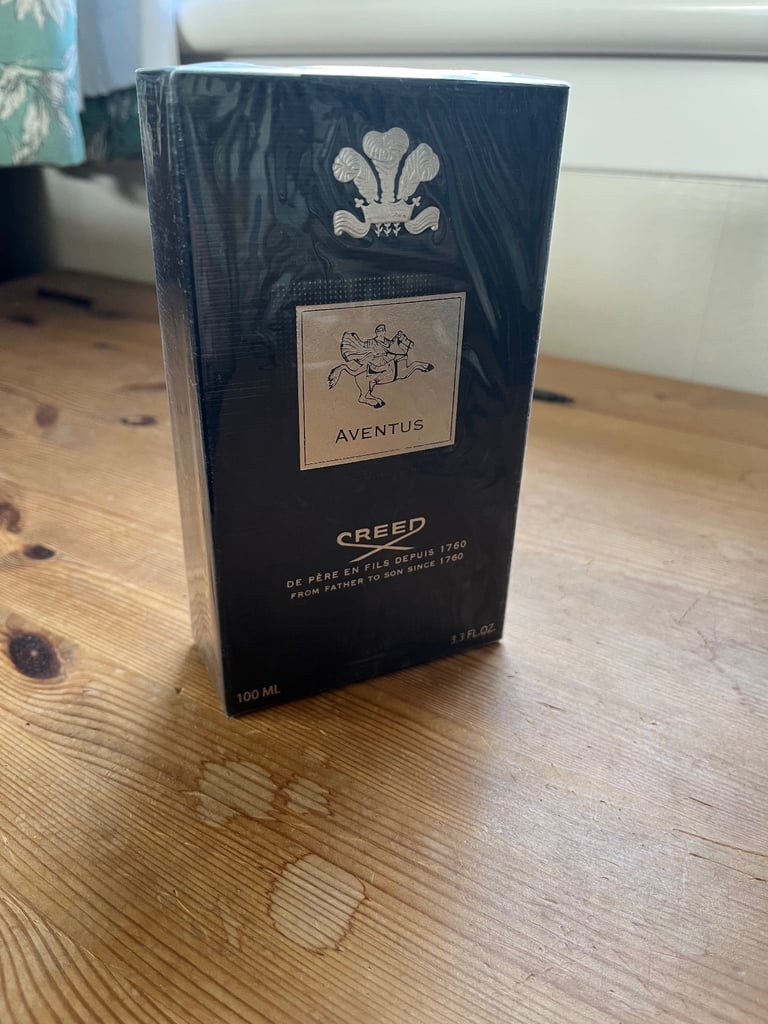 AVENTUS
CREED
DE PÈRE EN FILS DEPUIS 1760
FROM FATHER TO SON SINCE 1760
100 ML
3.3 FL.OZ.